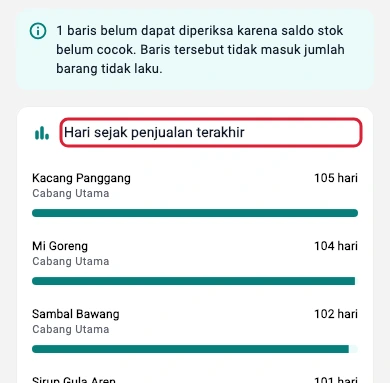 1 baris belum dapat diperiksa karena saldo stok
belum cocok. Baris tersebut tidak masuk jumlah
barang tidak laku.
Hari sejak penjualan terakhir
Kacang Panggang 105 hari
Cabang Utama
Mi Goreng 104 hari
Cabang Utama
Sambal Bawang 102 hari
Cabang Utama
Sirup Gula Aren 101 hari